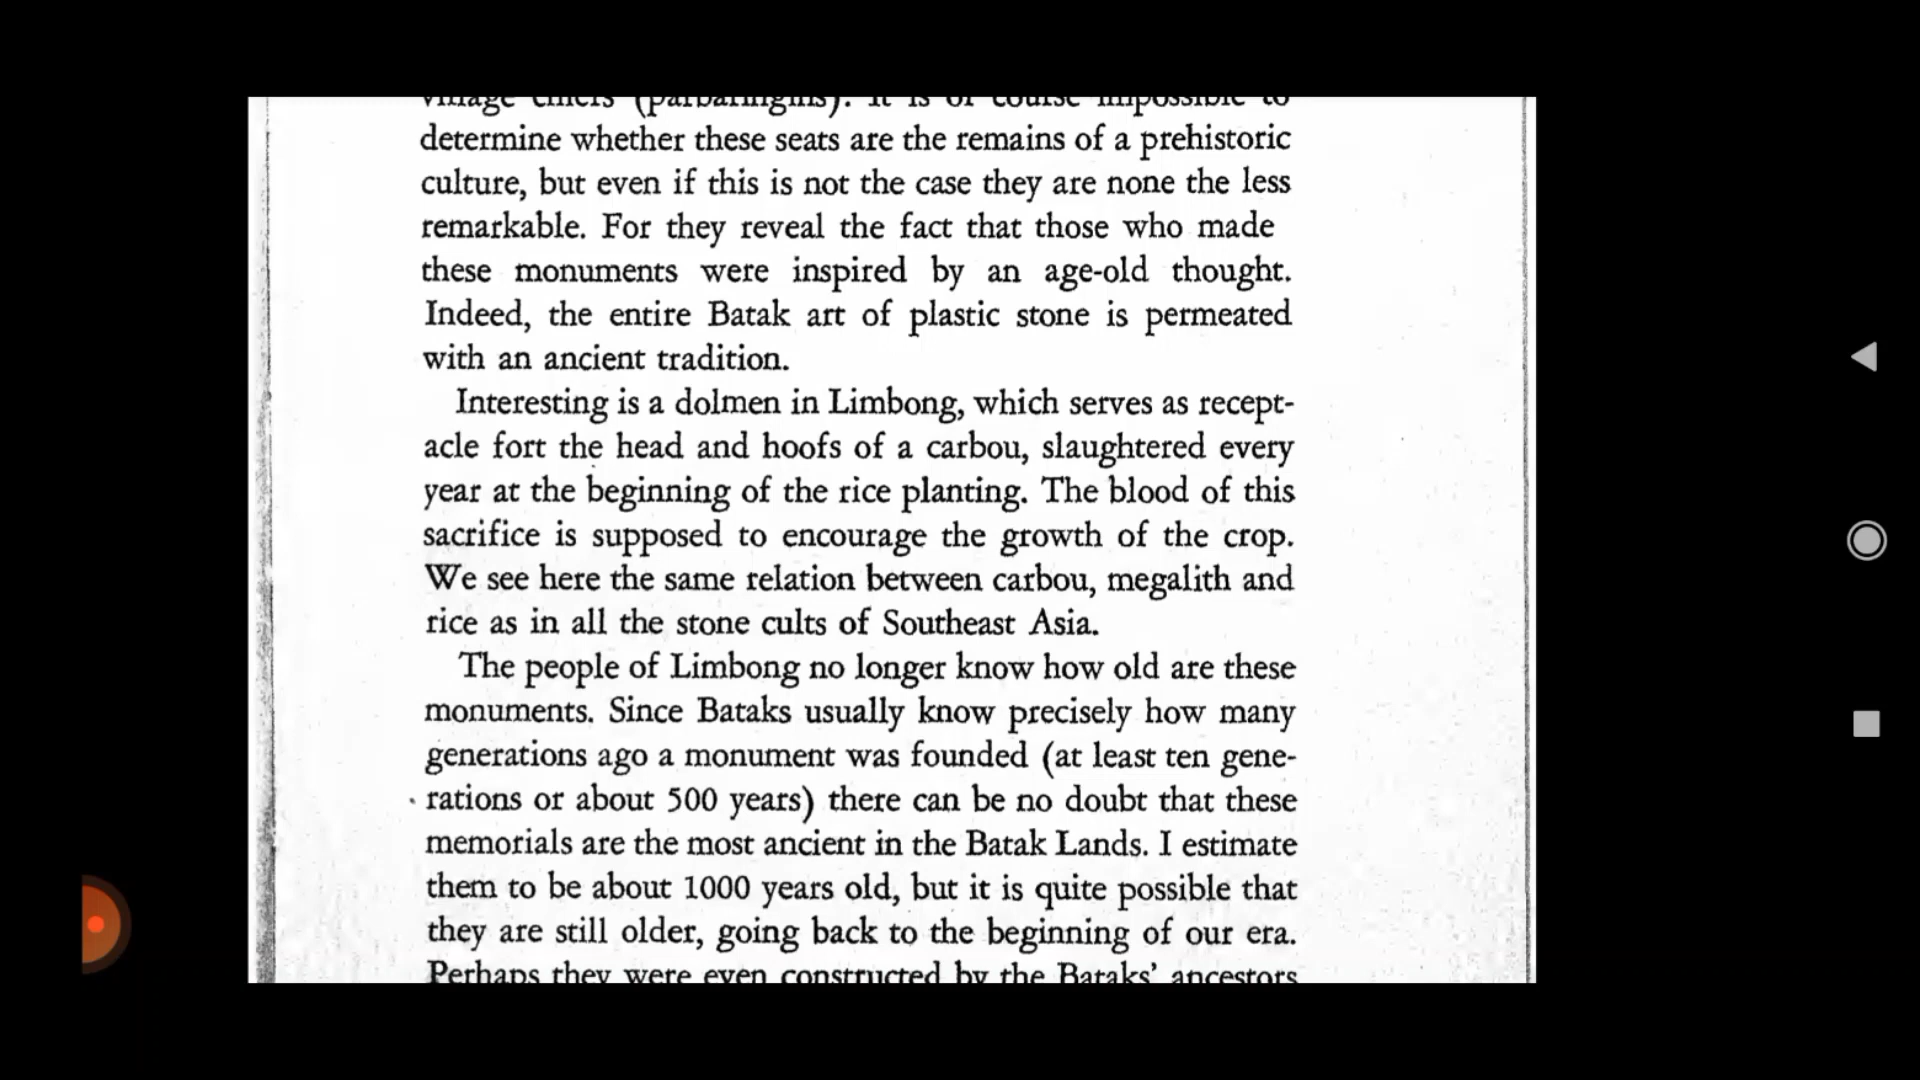 village chiefs (parbaringins). It is of course impossible to
determine whether these seats are the remains of a prehistoric
culture, but even if this is not the case they are none the less
remarkable. For they reveal the fact that those who made
these monuments were inspired by an age-old thought.
Indeed, the entire Batak art of plastic stone is permeated
with an ancient tradition.
Interesting is a dolmen in Limbong, which serves as recept-
acle fort the head and hoofs of a carbou, slaughtered every
year at the beginning of the rice planting. The blood of this
sacrifice is supposed to encourage the growth of the crop.
We see here the same relation between carbou, megalith and
rice as in all the stone cults of Southeast Asia.
The people of Limbong no longer know how old are these
monuments. Since Bataks usually know precisely how many
generations ago a monument was founded (at least ten gene-
rations or about 500 years) there can be no doubt that these
memorials are the most ancient in the Batak Lands. I estimate
them to be about 1000 years old, but it is quite possible that
they are still older, going back to the beginning of our era.
Perhaps they were even constructed by the Bataks' ancestors